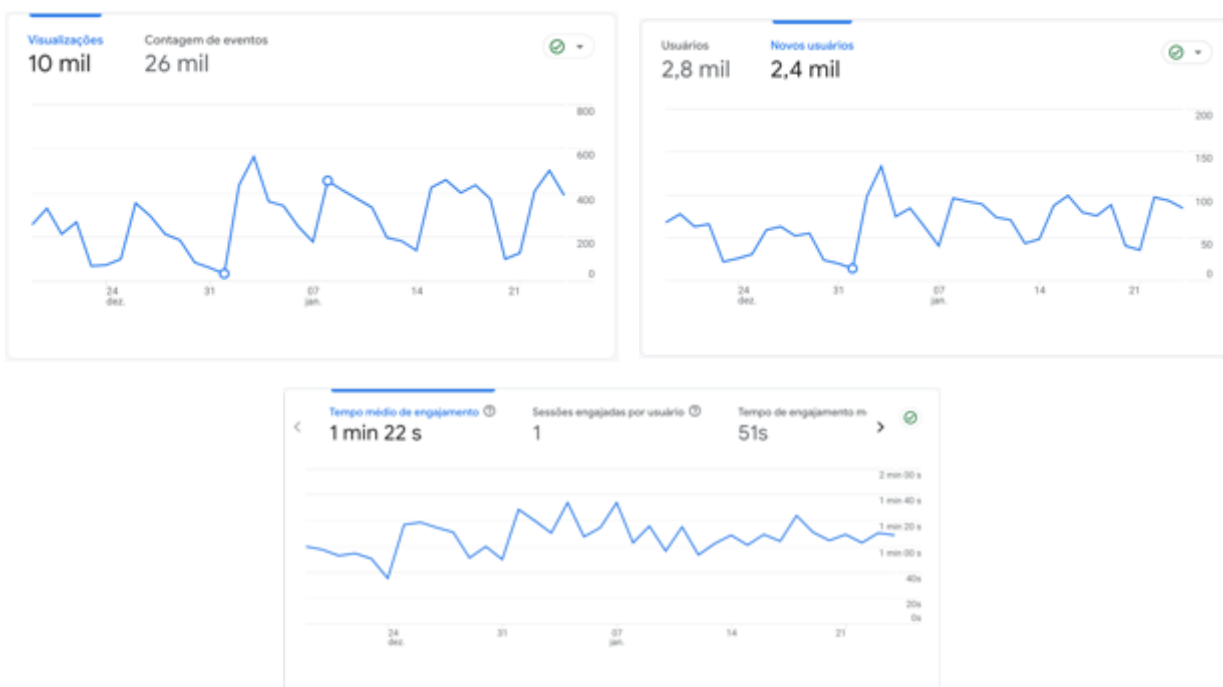 Visualizações
10 mil
Contagem de eventos
26 mil
800
600
400
200
0
24
dez.
31
07
jan.
14
21
Usuários
2,8 mil
Novos usuários
2,4 mil
200
150
100
50
0
24
dez.
31
07
jan.
14
21
Tempo médio de engajamento
1 min 22 s
Sessões engajadas por usuário
1
Tempo de engajamento m
51s
2 min 00 s
1 min 40 s
1 min 20 s
1 min 00 s
40s
20s
0s
24
dez.
31
07
jan.
14
21